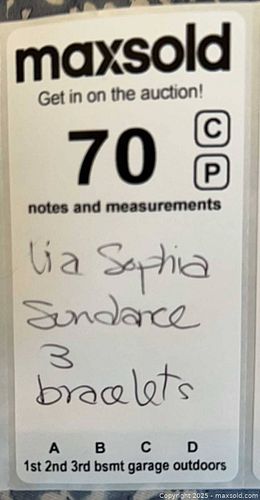 maxsold
Get in on the auction!
70
C
P
notes and measurements
Lia Sophia
Sundance
3
bracelets
A B C D
1st 2nd 3rd bsmt garage outdoors
Copyright © 2025 - maxsold.com